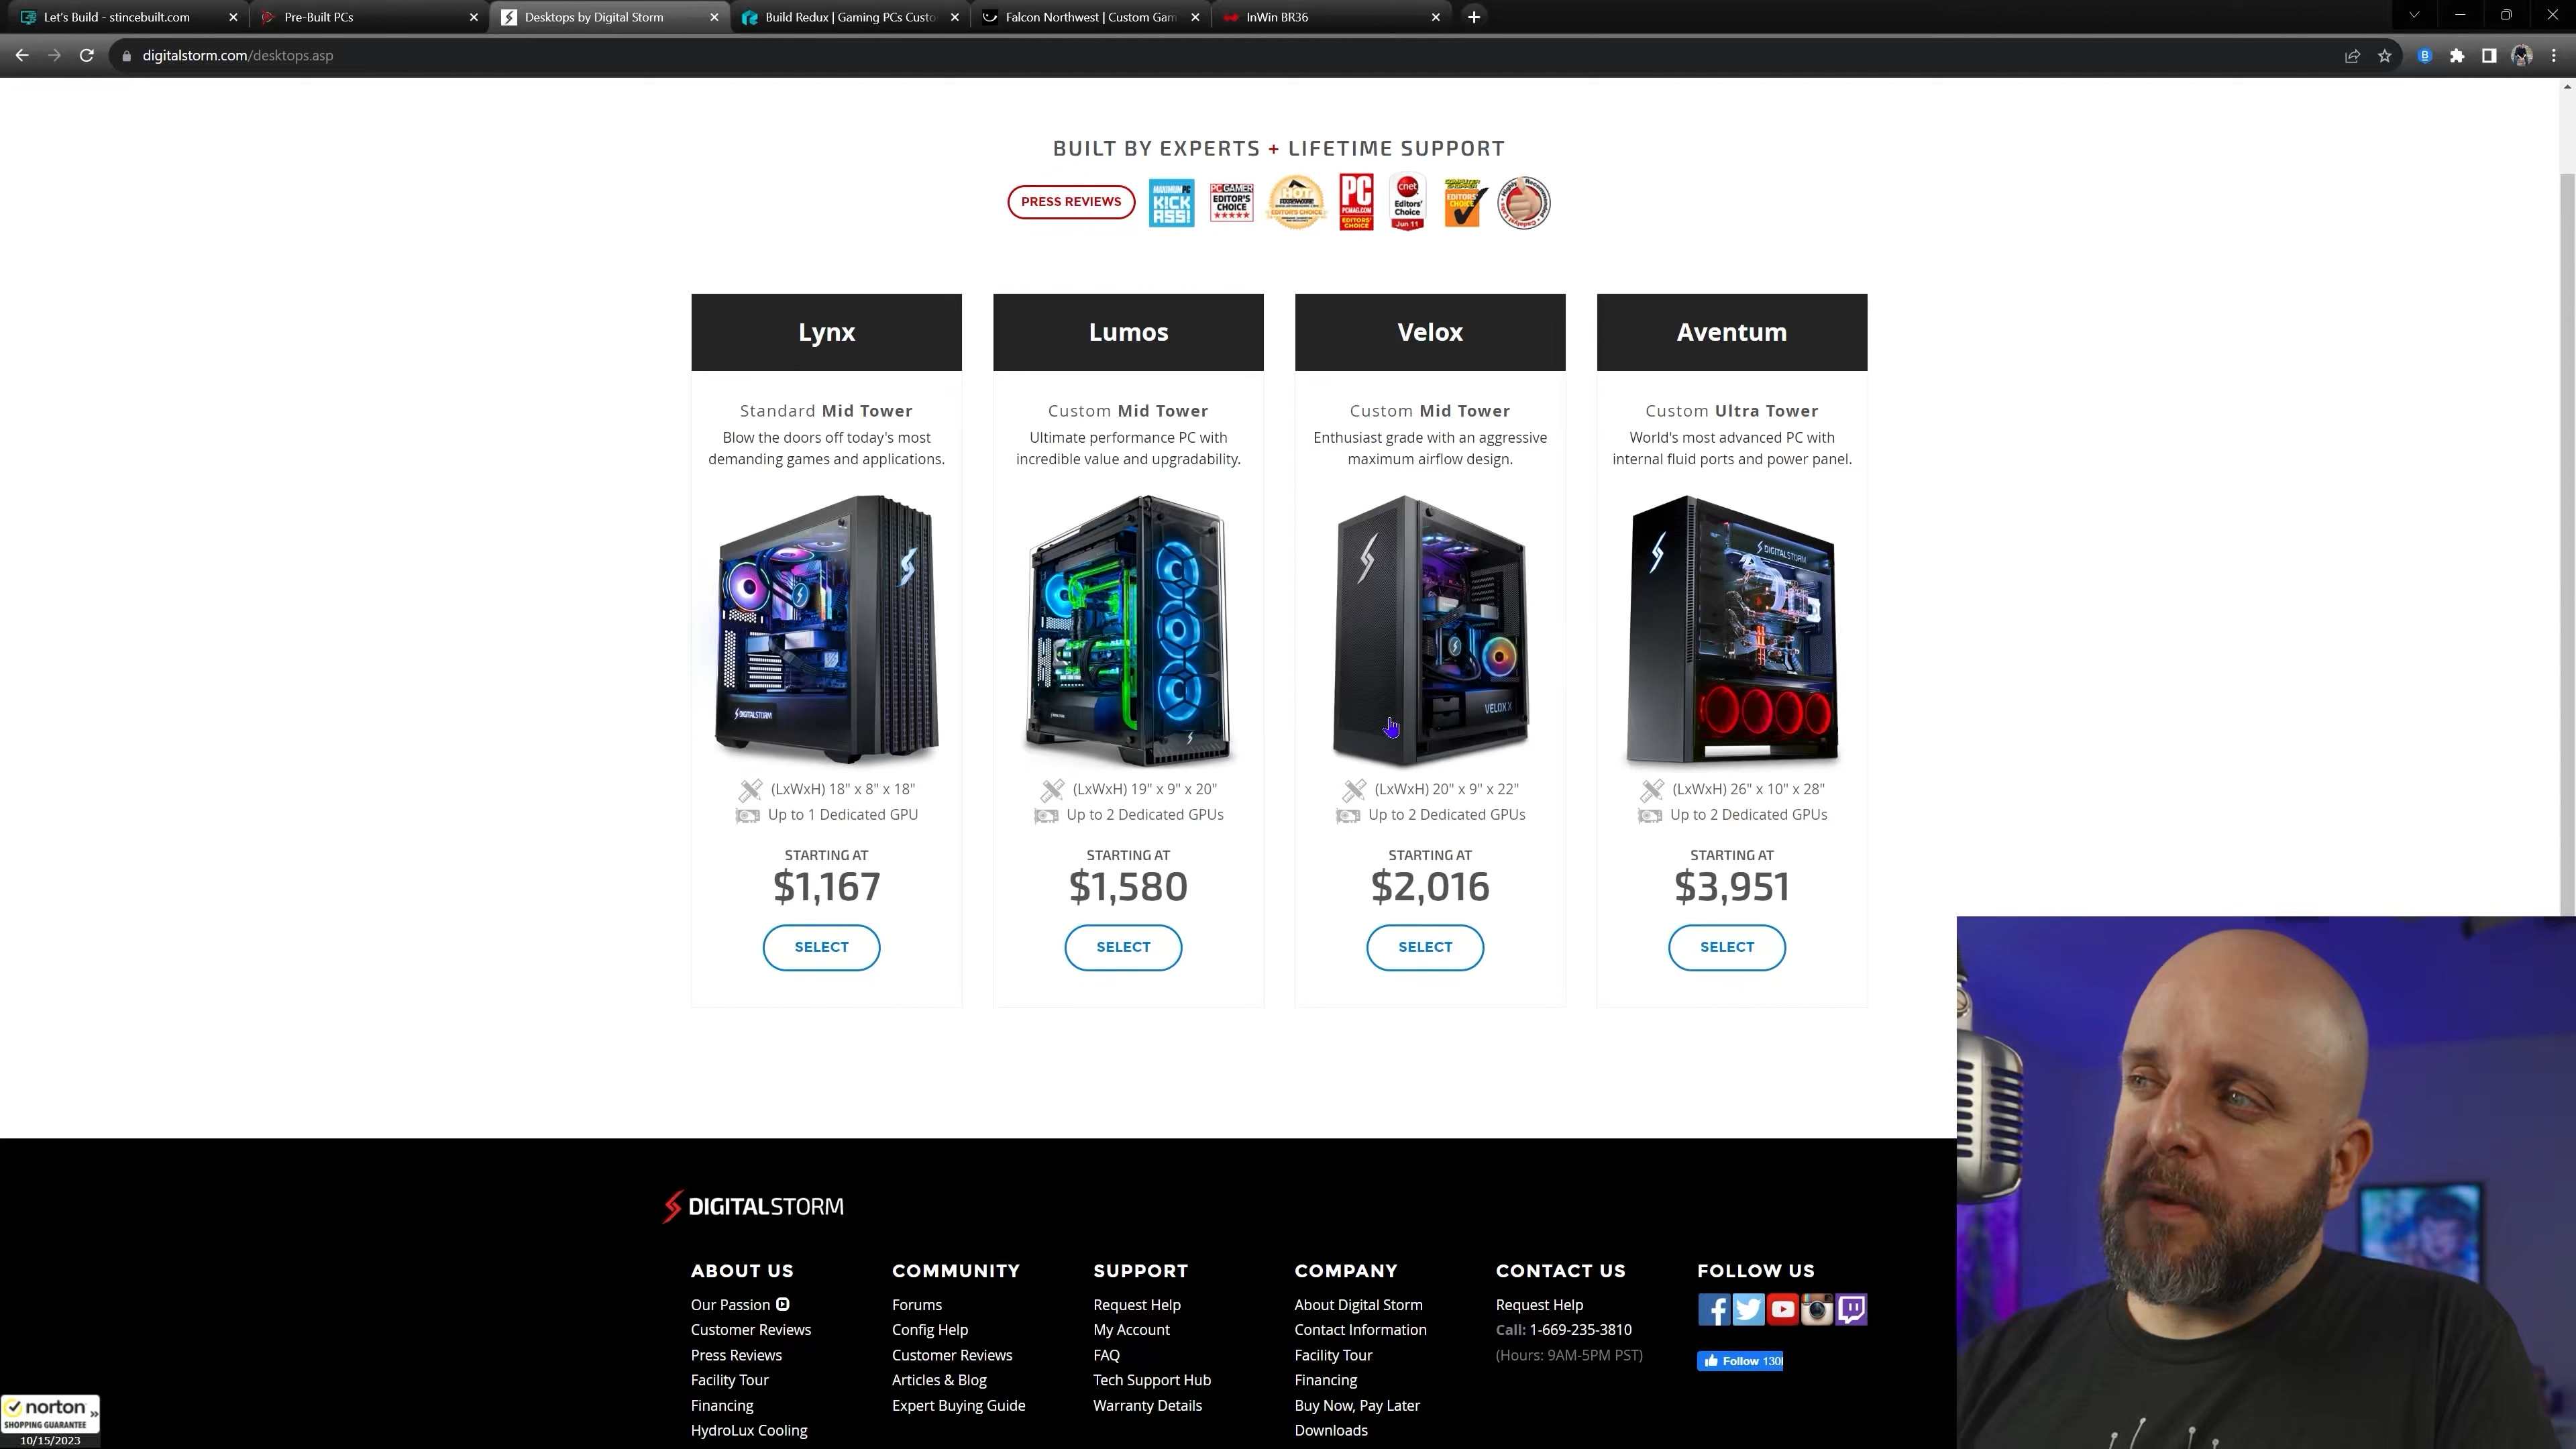 Let's Build - stincebuilt.com
Pre-Built PCs
Desktops by Digital Storm
Build Redux | Gaming PCs Custo
Falcon Northwest | Custom Gam
InWin BR36
digitalstorm.com/desktops.asp
BUILT BY EXPERTS + LIFETIME SUPPORT
PRESS REVIEWS
MAXIMUM PC
KICK
ASS!
PC GAMER
EDITOR'S
CHOICE
HOT
HARDWARE
EDITOR'S CHOICE
PC
PCMAG.COM
EDITORS'
CHOICE
cnet
Editors'
Choice
Jun 11
COMPUTER
SHOPPER
EDITORS'
CHOICE
Lynx
Lumos
Velox
Aventum
Standard Mid Tower
Blow the doors off today's most
demanding games and applications.
Custom Mid Tower
Ultimate performance PC with
incredible value and upgradability.
Custom Mid Tower
Enthusiast grade with an aggressive
maximum airflow design.
Custom Ultra Tower
World's most advanced PC with
internal fluid ports and power panel.
DIGITALSTORM
VELOX X
DIGITALSTORM
(LxWxH) 18" x 8" x 18"
Up to 1 Dedicated GPU
(LxWxH) 19" x 9" x 20"
Up to 2 Dedicated GPUs
(LxWxH) 20" x 9" x 22"
Up to 2 Dedicated GPUs
(LxWxH) 26" x 10" x 28"
Up to 2 Dedicated GPUs
STARTING AT
$1,167
SELECT
STARTING AT
$1,580
SELECT
STARTING AT
$2,016
SELECT
STARTING AT
$3,951
SELECT
DIGITALSTORM
ABOUT US
Our Passion
Customer Reviews
Press Reviews
Facility Tour
Financing
HydroLux Cooling
COMMUNITY
Forums
Config Help
Customer Reviews
Articles & Blog
Expert Buying Guide
SUPPORT
Request Help
My Account
FAQ
Tech Support Hub
Warranty Details
COMPANY
About Digital Storm
Contact Information
Facility Tour
Financing
Buy Now, Pay Later
Downloads
CONTACT US
Request Help
Call: 1-669-235-3810
(Hours: 9AM-5PM PST)
FOLLOW US
Follow 130
norton
SHOPPING GUARANTEE
10/15/2023